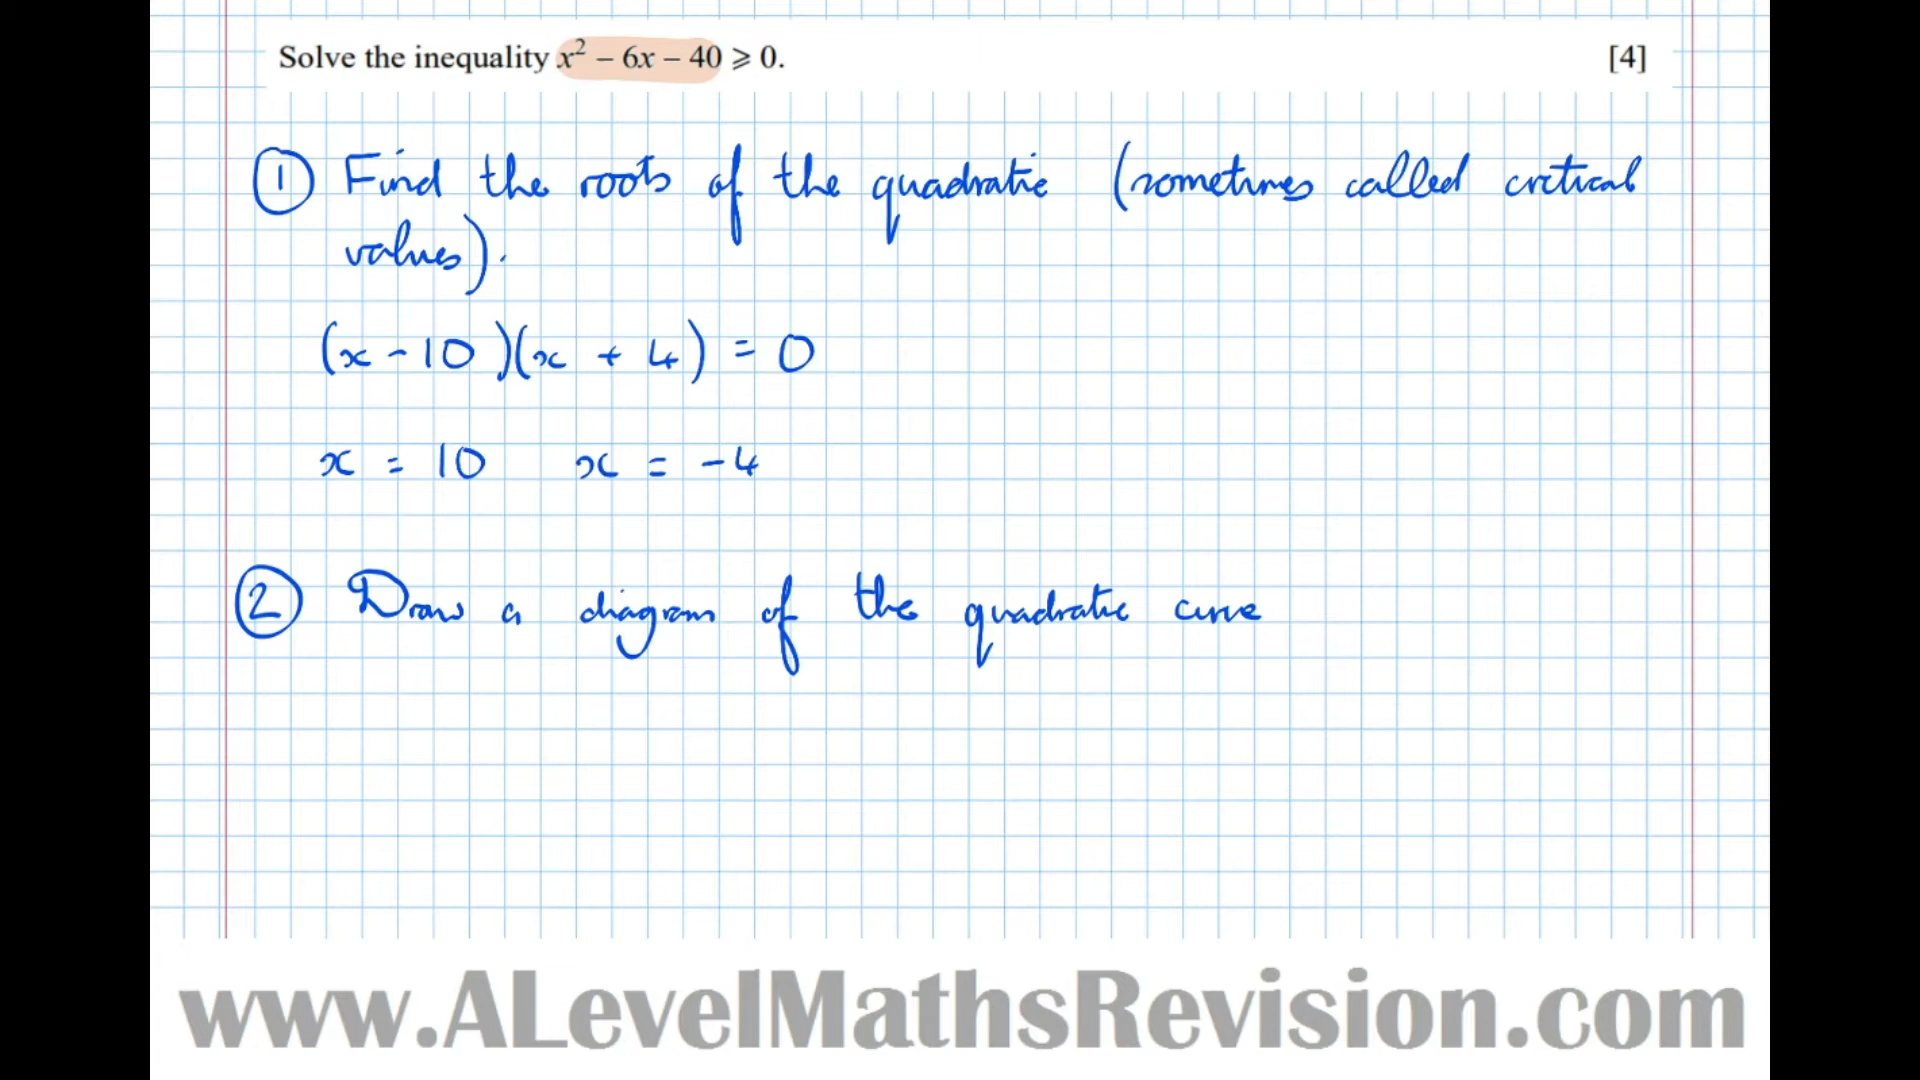 Solve the inequality x² – 6x – 40 ⩾ 0. [4]
① Find the roots of the quadratic (sometimes called critical
values).
(x - 10)(x + 4) = 0
x = 10 x = -4
② Draw a diagram of the quadratic curve
www.ALevelMathsRevision.com